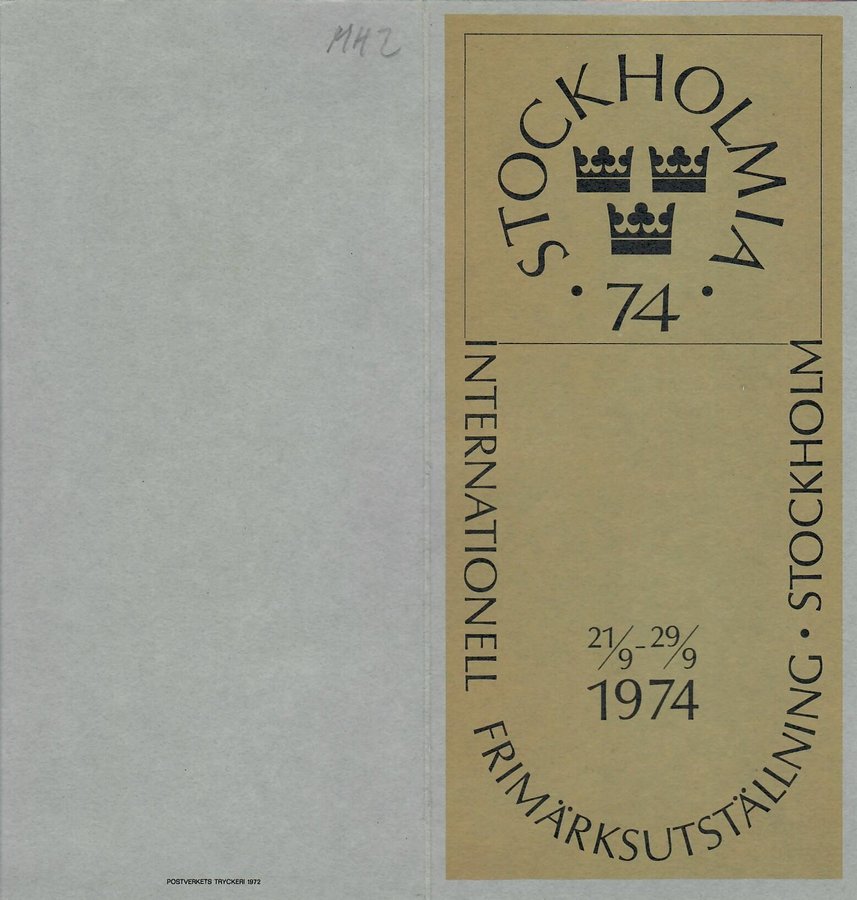 MH2
POSTVERKETS TRYCKERI 1972
STOCKHOLMIA
• 74 •
INTERNATIONELL FRIMÄRKSUTSTÄLLNING • STOCKHOLM
21/9-29/9
1974